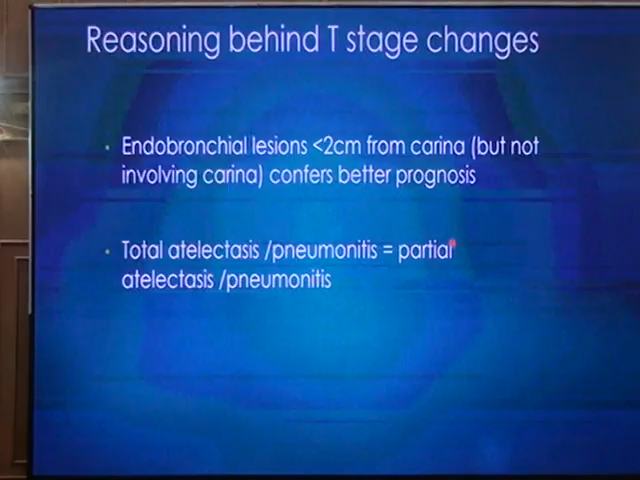 Reasoning behind T stage changes
· Endobronchial lesions <2cm from carina (but not
involving carina) confers better prognosis
· Total atelectasis /pneumonitis = partial
atelectasis /pneumonitis